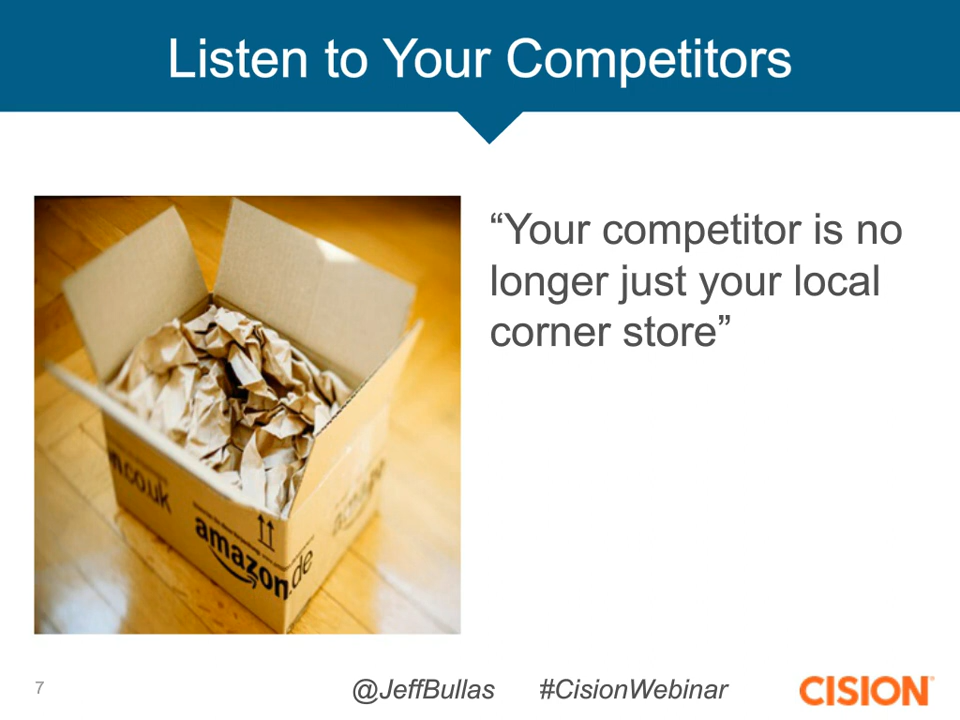 Listen to Your Competitors
“Your competitor is no
longer just your local
corner store”
n.co.uk
amazon.de
7
@JeffBullas #CisionWebinar
CISION